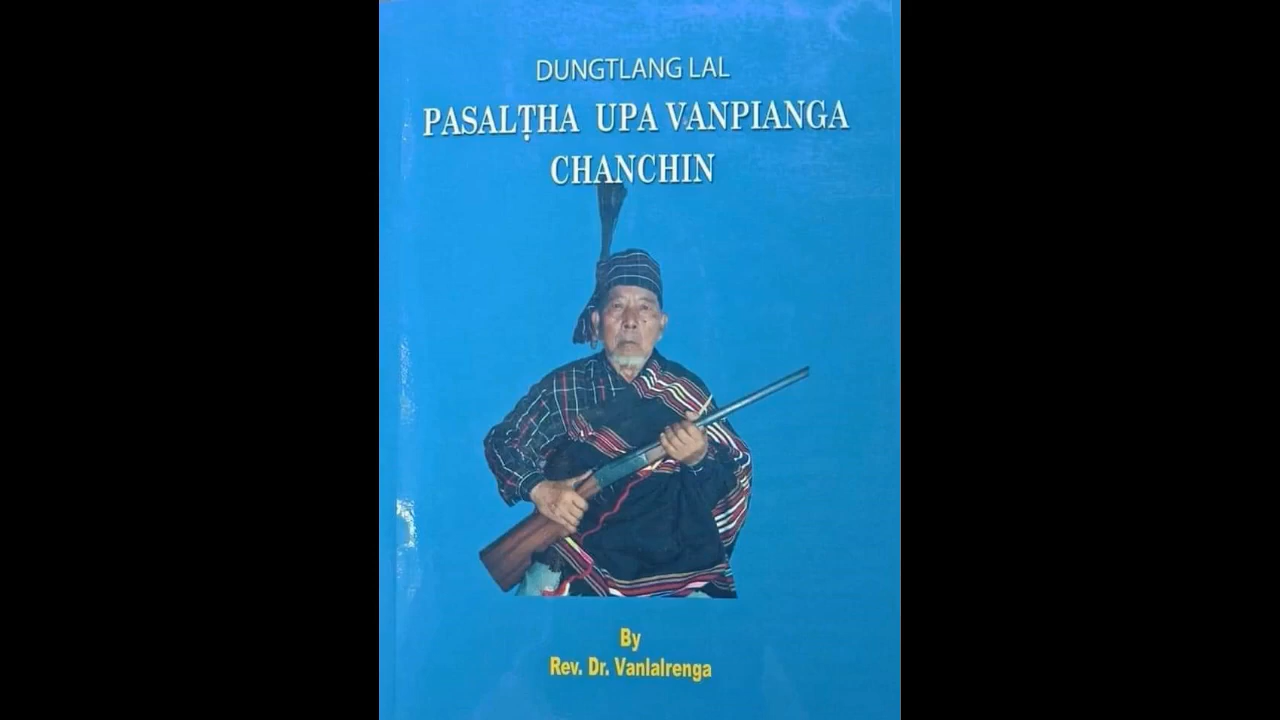 DUNGTLANG LAL
PASALṬHA UPA VANPIANGA
CHANCHIN
By
Rev. Dr. Vanlalrenga